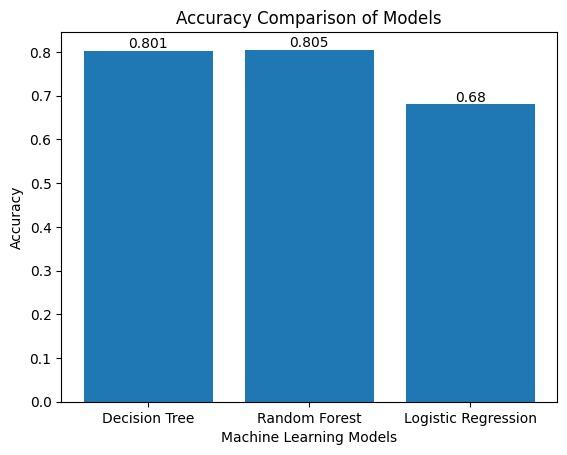 Accuracy Comparison of Models
0.801
0.805
0.68
0.8
0.7
0.6
0.5
0.4
0.3
0.2
0.1
0.0
Accuracy
Decision Tree
Random Forest
Logistic Regression
Machine Learning Models